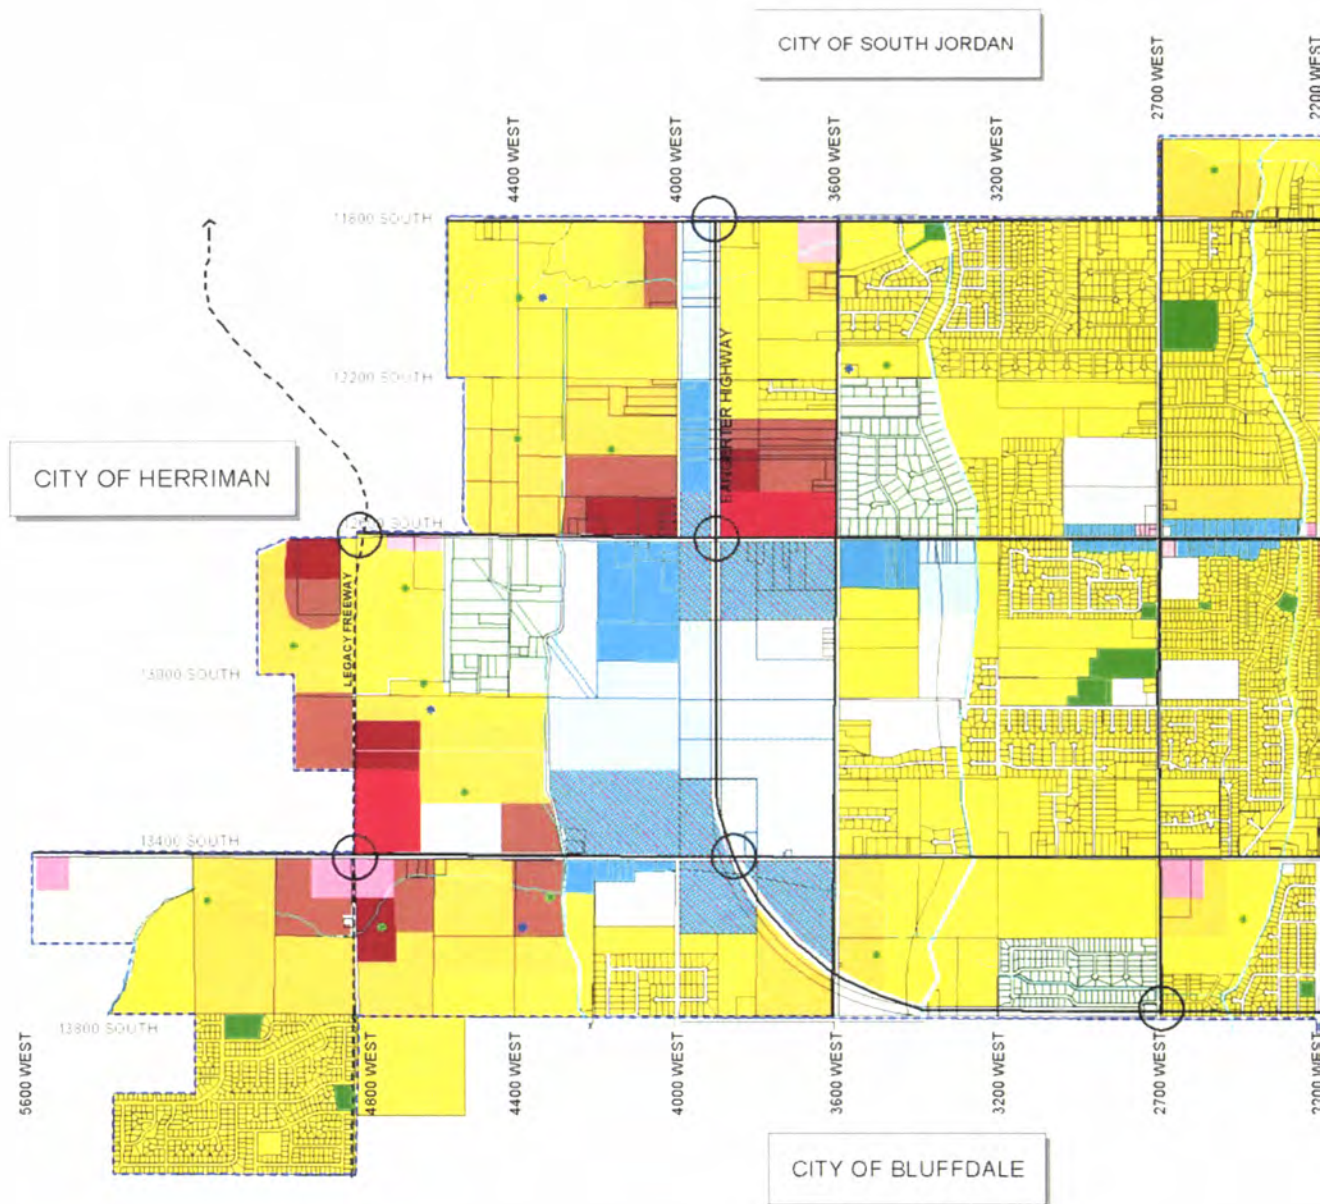 CITY OF SOUTH JORDAN
2700 WEST
2200 WEST
4400 WEST
4000 WEST
3600 WEST
3200 WEST
11800 SOUTH
BANGERTER HIGHWAY
12200 SOUTH
CITY OF HERRIMAN
SOUTH
LEGACY FREEWAY
13000 SOUTH
13400 SOUTH
13800 SOUTH
5600 WEST
4800 WEST
4400 WEST
4000 WEST
3600 WEST
3200 WEST
2700 WEST
2200 WEST
CITY OF BLUFFDALE